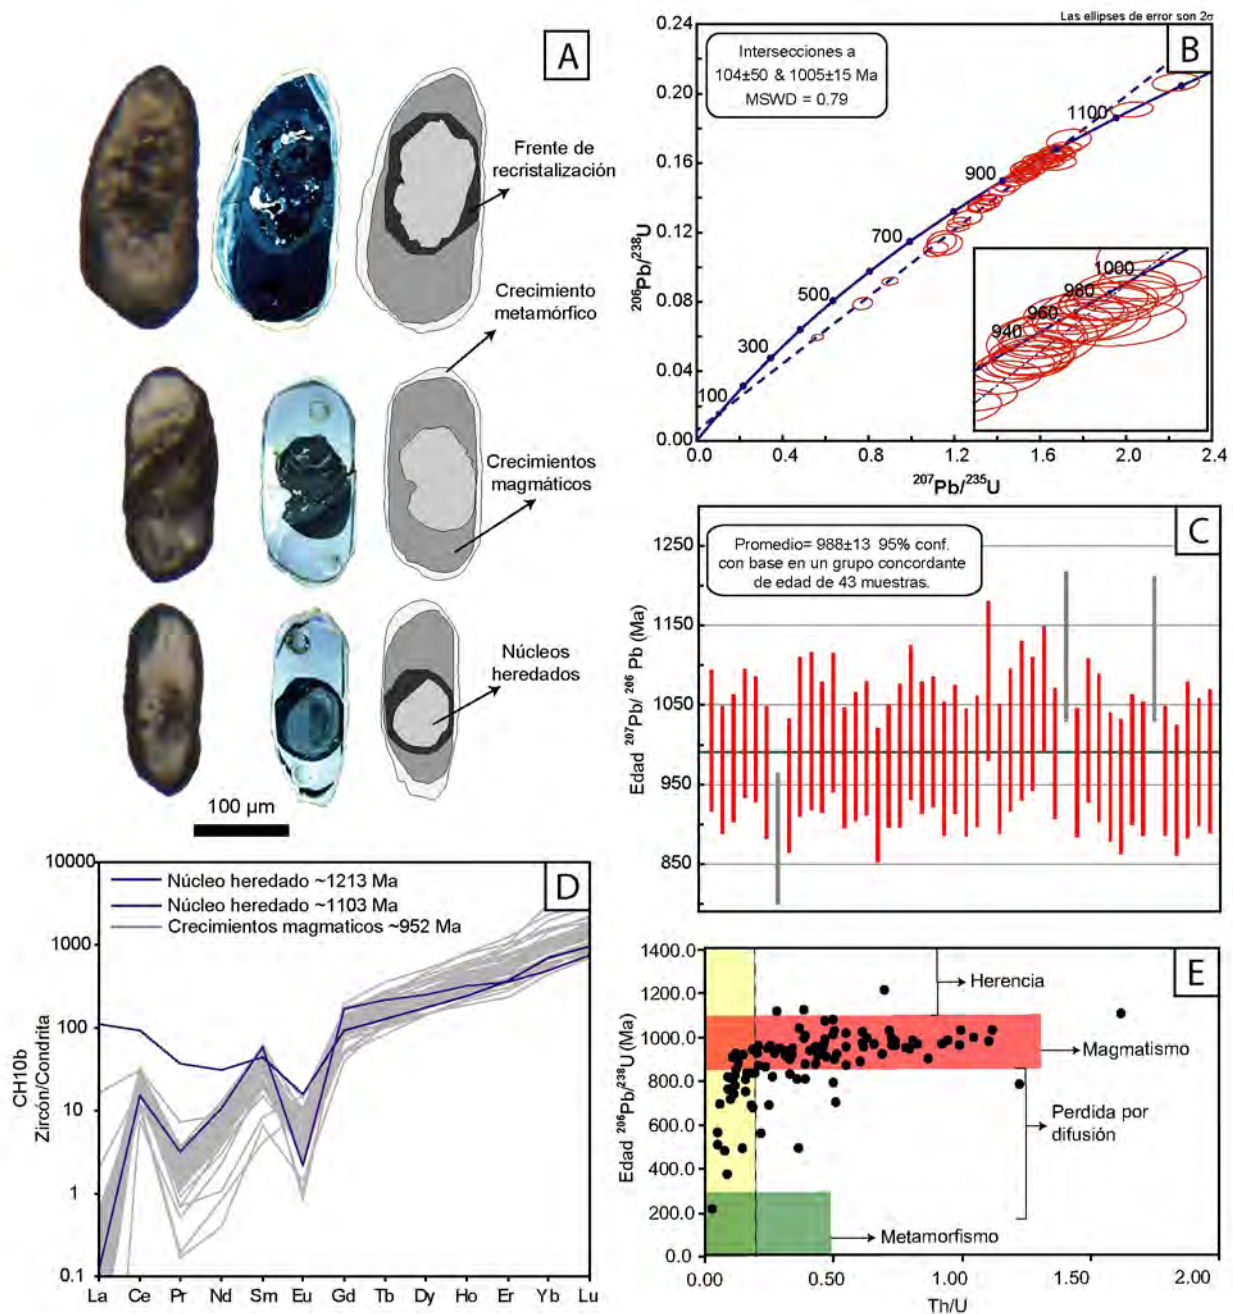 A
Frente de
recristalización
Crecimiento
metamórfico
Crecimientos
magmáticos
Núcleos
heredados
100 µm
Las ellipses de error son 2σ
B
Intersecciones a
104±50 & 1005±15 Ma
MSWD = 0.79
0.24
0.20
0.16
0.12
0.08
0.04
0.00
206Pb/238U
100
300
500
700
900
1100
940
960
980
1000
0.0 0.4 0.8 1.2 1.6 2.0 2.4
207Pb/235U
C
Promedio= 988±13 95% conf.
con base en un grupo concordante
de edad de 43 muestras.
1250
1150
1050
950
850
Edad 207Pb/ 206 Pb (Ma)
D
Núcleo heredado ~1213 Ma
Núcleo heredado ~1103 Ma
Crecimientos magmaticos ~952 Ma
10000
1000
100
10
1
0.1
CH10b
Zircón/Condrita
La Ce Pr Nd Sm Eu Gd Tb Dy Ho Er Yb Lu
E
Herencia
Magmatismo
Perdida por
difusión
Metamorfismo
1400.0
1200.0
1000.0
800.0
600.0
400.0
200.0
0.0
Edad 206Pb/238U (Ma)
0.00 0.50 1.00 1.50 2.00
Th/U